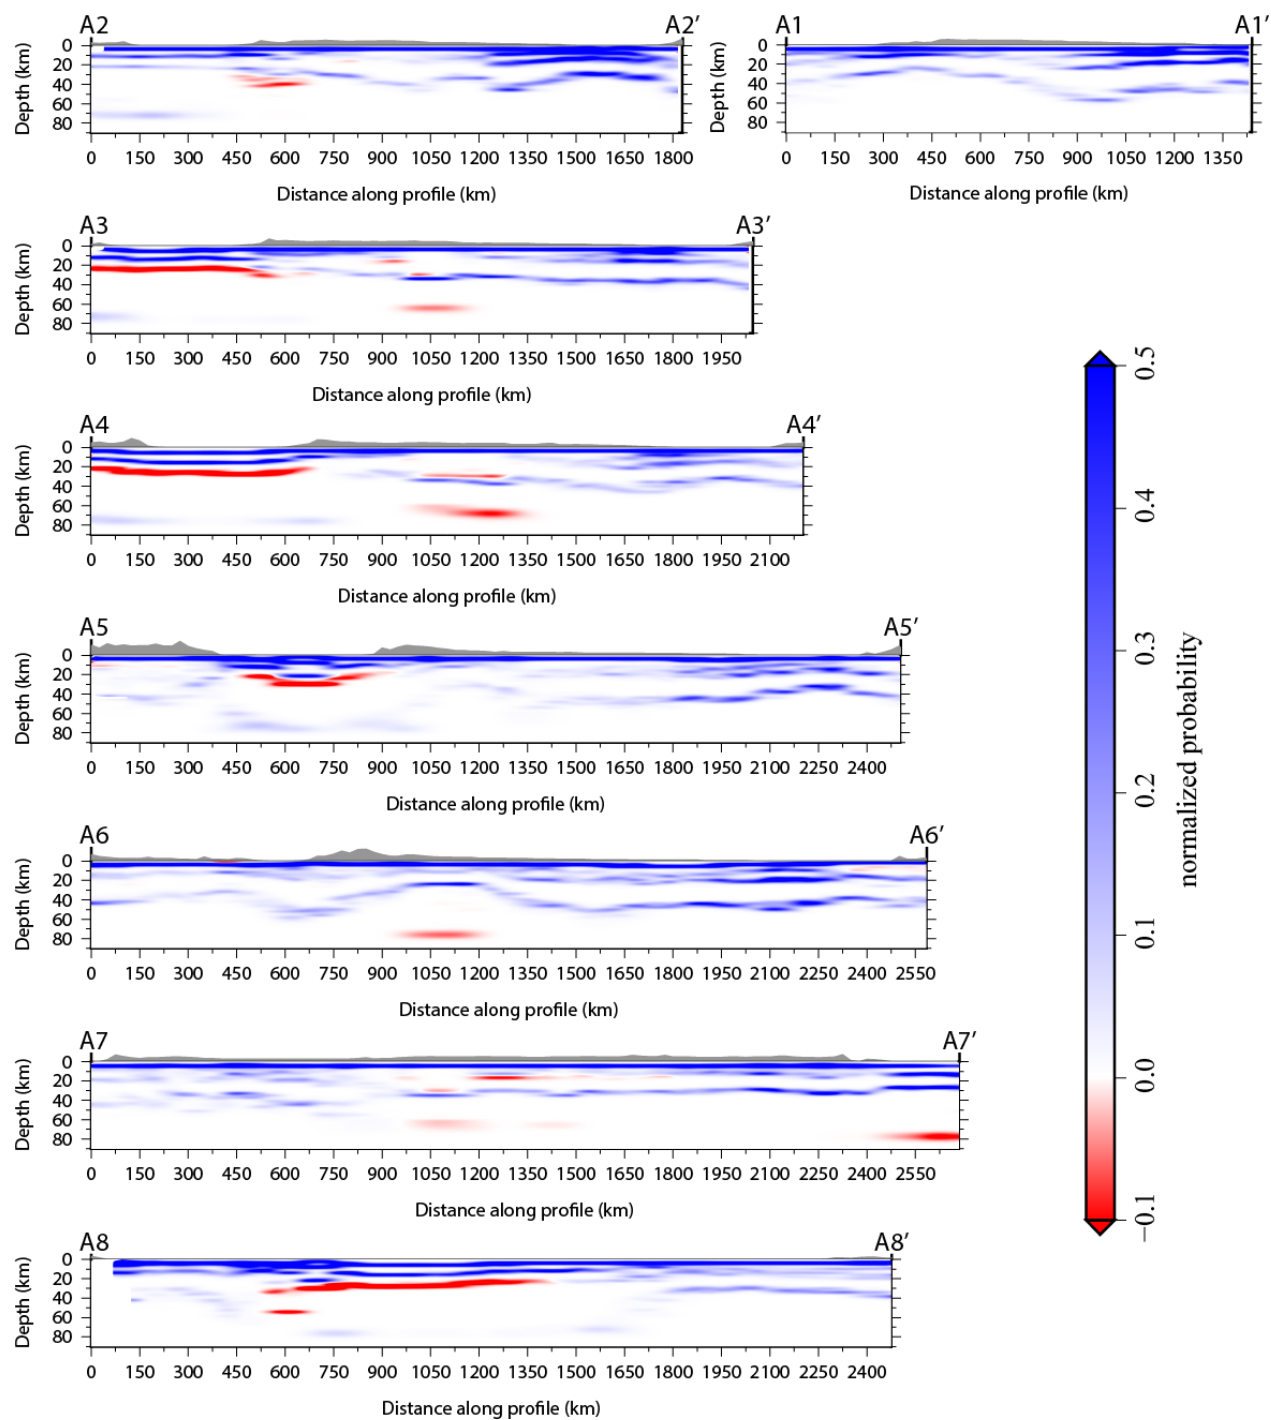 A2 A2′
Depth (km)
0
20
40
60
80
0 150 300 450 600 750 900 1050 1200 1350 1500 1650 1800
Distance along profile (km)
A1 A1′
Depth (km)
0
20
40
60
80
0 150 300 450 600 750 900 1050 1200 1350
Distance along profile (km)
A3 A3′
Depth (km)
0
20
40
60
80
0 150 300 450 600 750 900 1050 1200 1350 1500 1650 1800 1950
Distance along profile (km)
A4 A4′
Depth (km)
0
20
40
60
80
0 150 300 450 600 750 900 1050 1200 1350 1500 1650 1800 1950 2100
Distance along profile (km)
A5 A5′
Depth (km)
0
20
40
60
80
0 150 300 450 600 750 900 1050 1200 1350 1500 1650 1800 1950 2100 2250 2400
Distance along profile (km)
A6 A6′
Depth (km)
0
20
40
60
80
0 150 300 450 600 750 900 1050 1200 1350 1500 1650 1800 1950 2100 2250 2400 2550
Distance along profile (km)
A7 A7′
Depth (km)
0
20
40
60
80
0 150 300 450 600 750 900 1050 1200 1350 1500 1650 1800 1950 2100 2250 2400 2550
Distance along profile (km)
A8 A8′
Depth (km)
0
20
40
60
80
0 150 300 450 600 750 900 1050 1200 1350 1500 1650 1800 1950 2100 2250 2400
Distance along profile (km)
0.5
0.4
0.3
0.2
0.1
0.0
−0.1
normalized probability